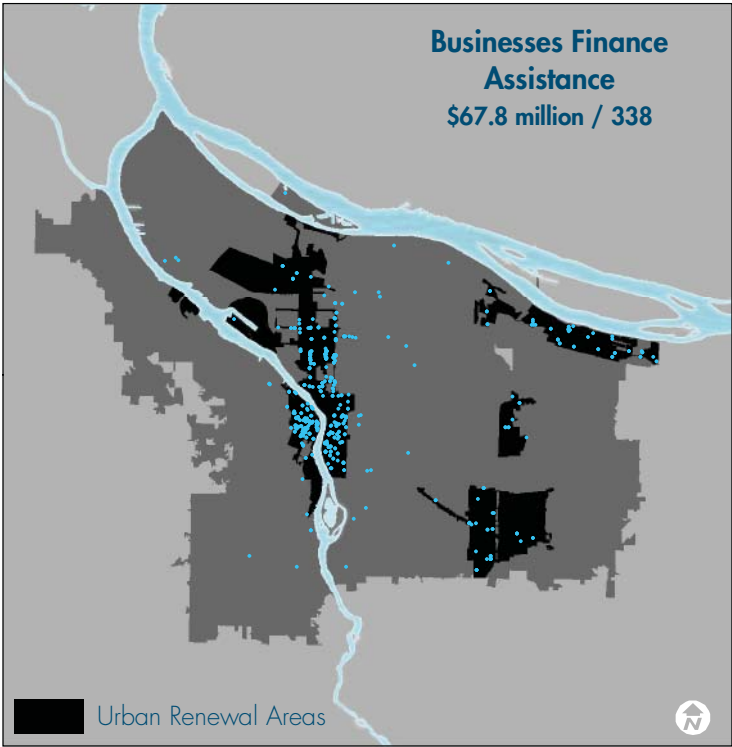 Businesses Finance
Assistance
$67.8 million / 338
Urban Renewal Areas
N